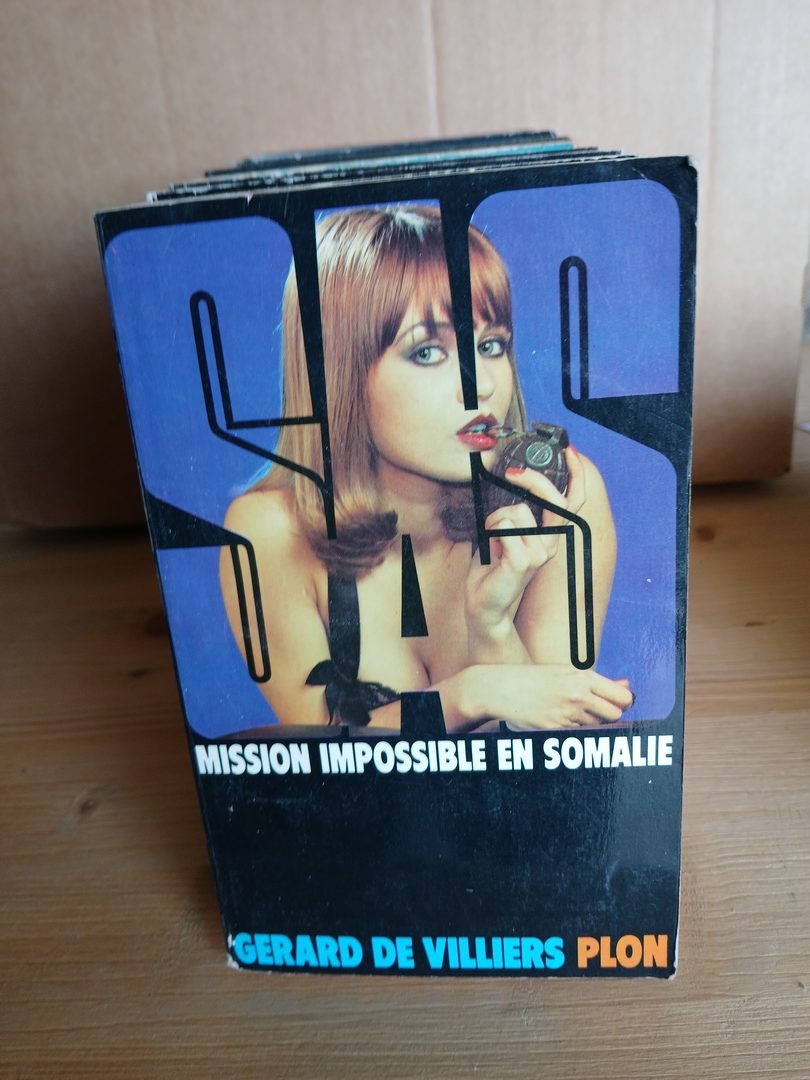 SAS
MISSION IMPOSSIBLE EN SOMALIE
GERARD DE VILLIERS PLON